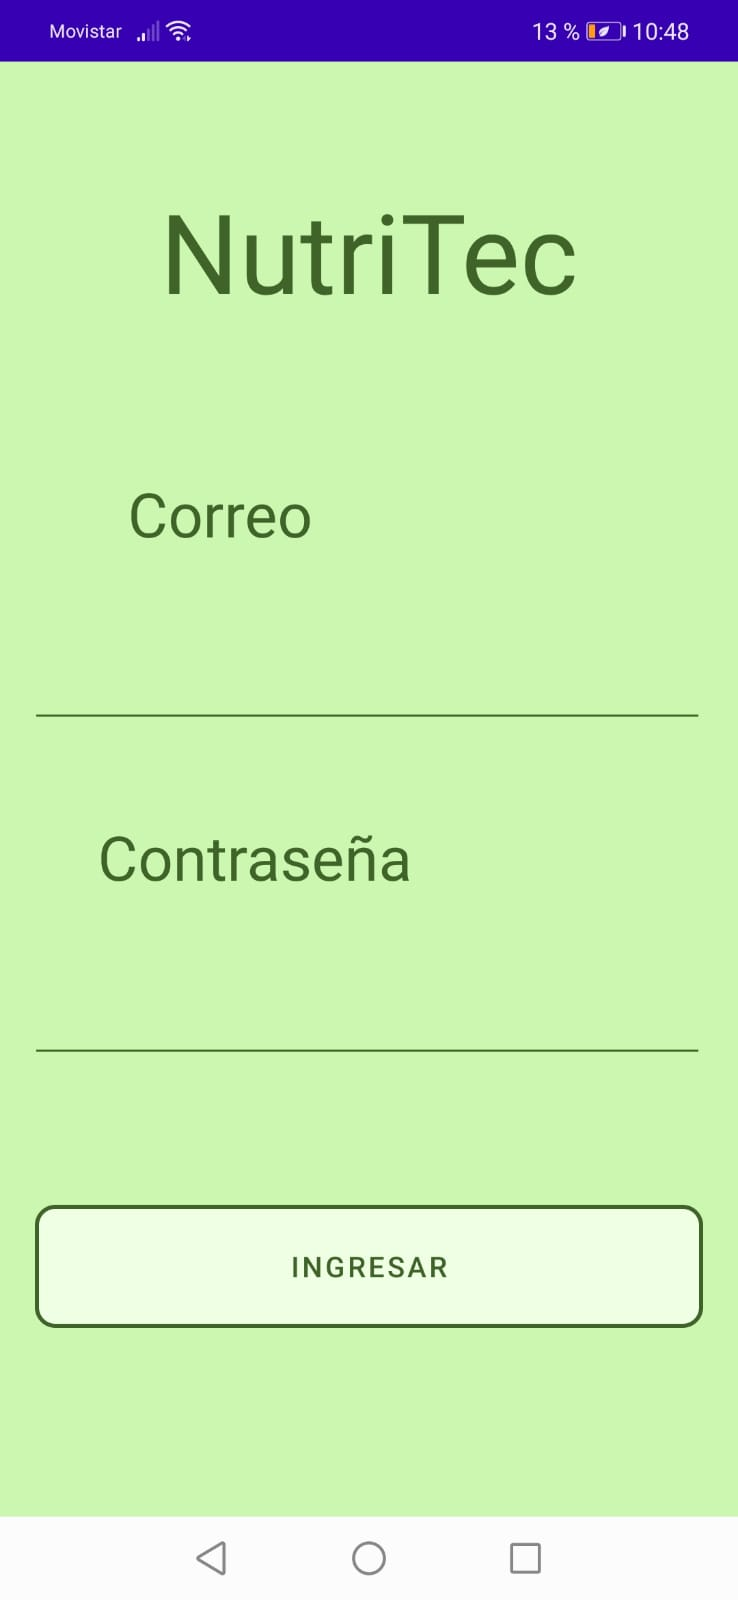 Movistar 13 % 10:48
NutriTec
Correo
Contraseña
INGRESAR